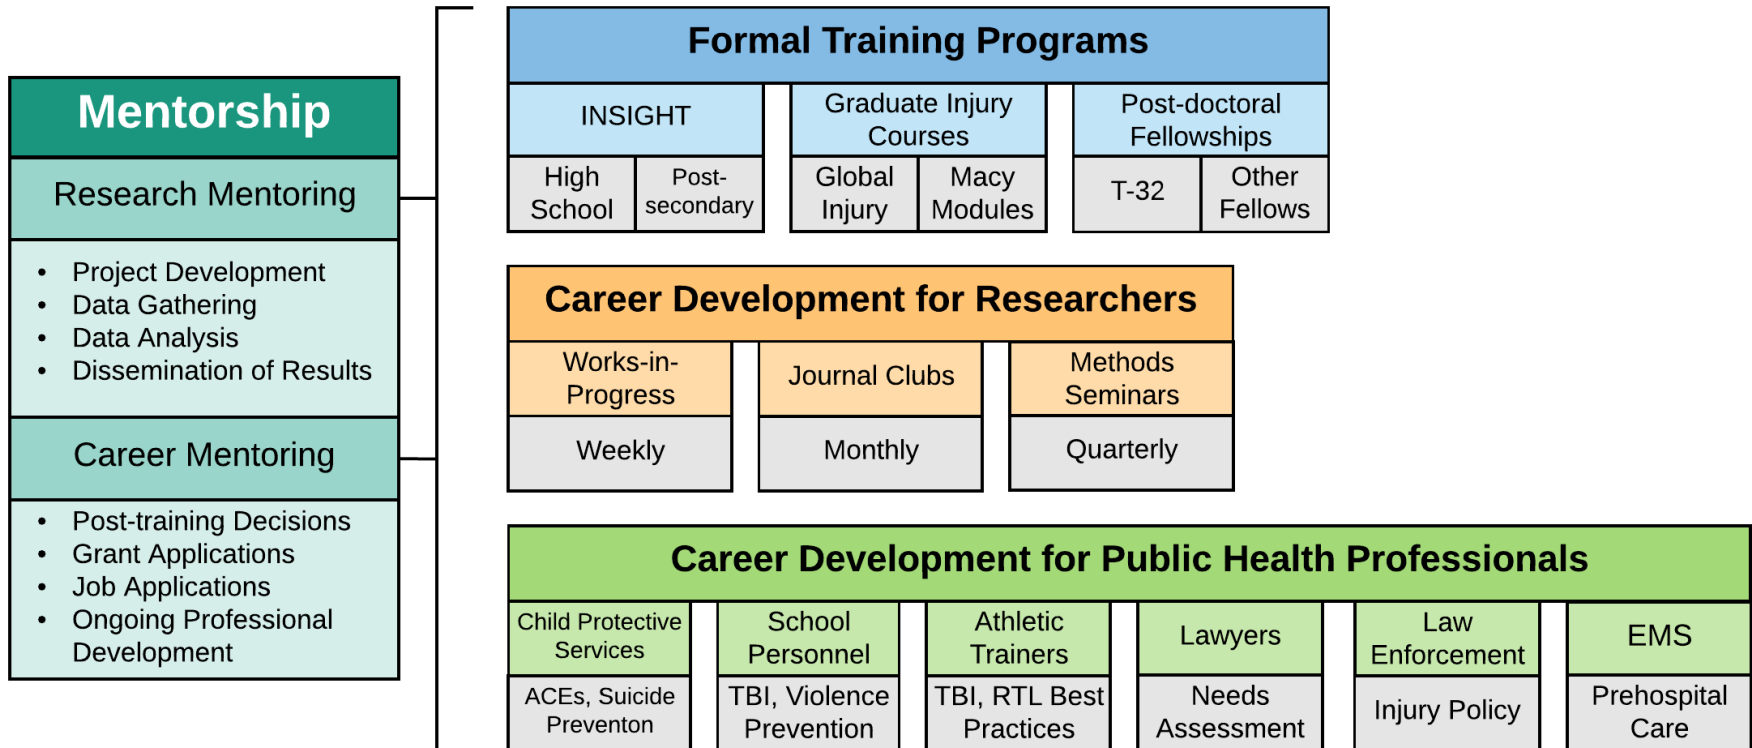 Mentorship
Research Mentoring
• Project Development
• Data Gathering
• Data Analysis
• Dissemination of Results
Career Mentoring
• Post-training Decisions
• Grant Applications
• Job Applications
• Ongoing Professional
Development
Formal Training Programs
INSIGHT
High
School
Post-
secondary
Graduate Injury
Courses
Global
Injury
Macy
Modules
Post-doctoral
Fellowships
T-32
Other
Fellows
Career Development for Researchers
Works-in-
Progress
Weekly
Journal Clubs
Monthly
Methods
Seminars
Quarterly
Career Development for Public Health Professionals
Child Protective
Services
ACEs, Suicide
Preventon
School
Personnel
TBI, Violence
Prevention
Athletic
Trainers
TBI, RTL Best
Practices
Lawyers
Needs
Assessment
Law
Enforcement
Injury Policy
EMS
Prehospital
Care